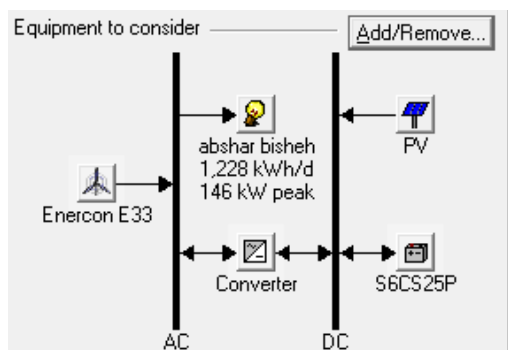 Equipment to consider
Add/Remove...
abshar bisheh
1,228 kWh/d
146 kW peak
PV
Enercon E33
Converter
S6CS25P
AC
DC